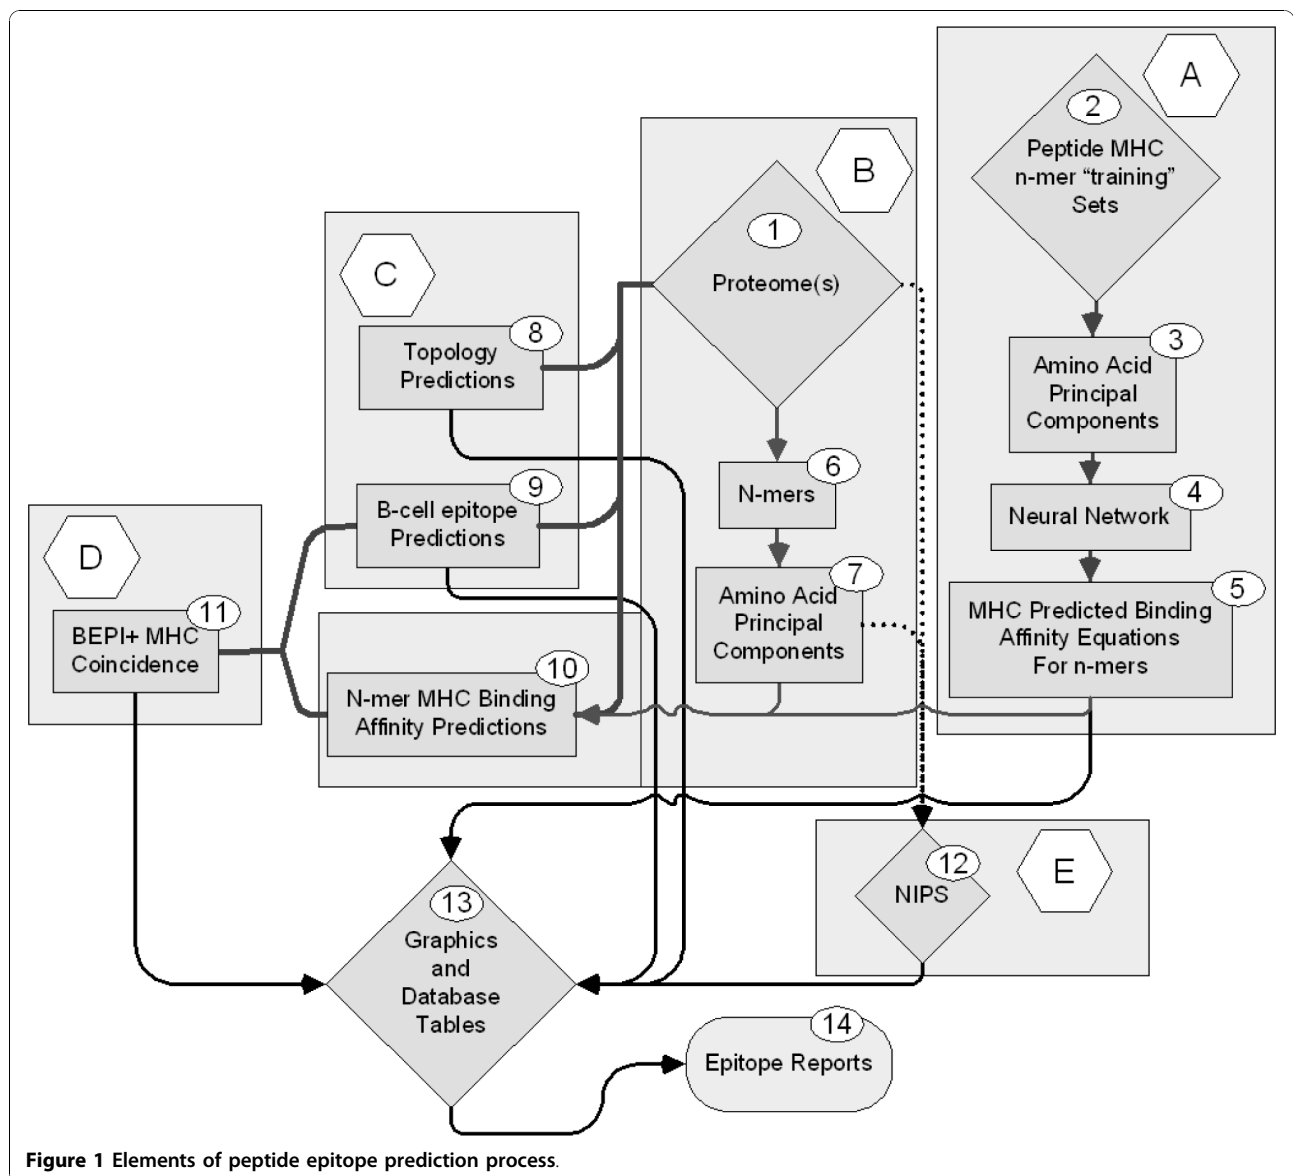 A
2
Peptide MHC
n-mer “training”
Sets
B
1
Proteome(s)
C
8
Topology
Predictions
3
Amino Acid
Principal
Components
6
N-mers
9
B-cell epitope
Predictions
4
Neural Network
D
11
BEPI+ MHC
Coincidence
7
Amino Acid
Principal
Components
5
MHC Predicted Binding
Affinity Equations
For n-mers
10
N-mer MHC Binding
Affinity Predictions
12
NIPS
E
13
Graphics
and
Database
Tables
14
Epitope Reports
Figure 1 Elements of peptide epitope prediction process.